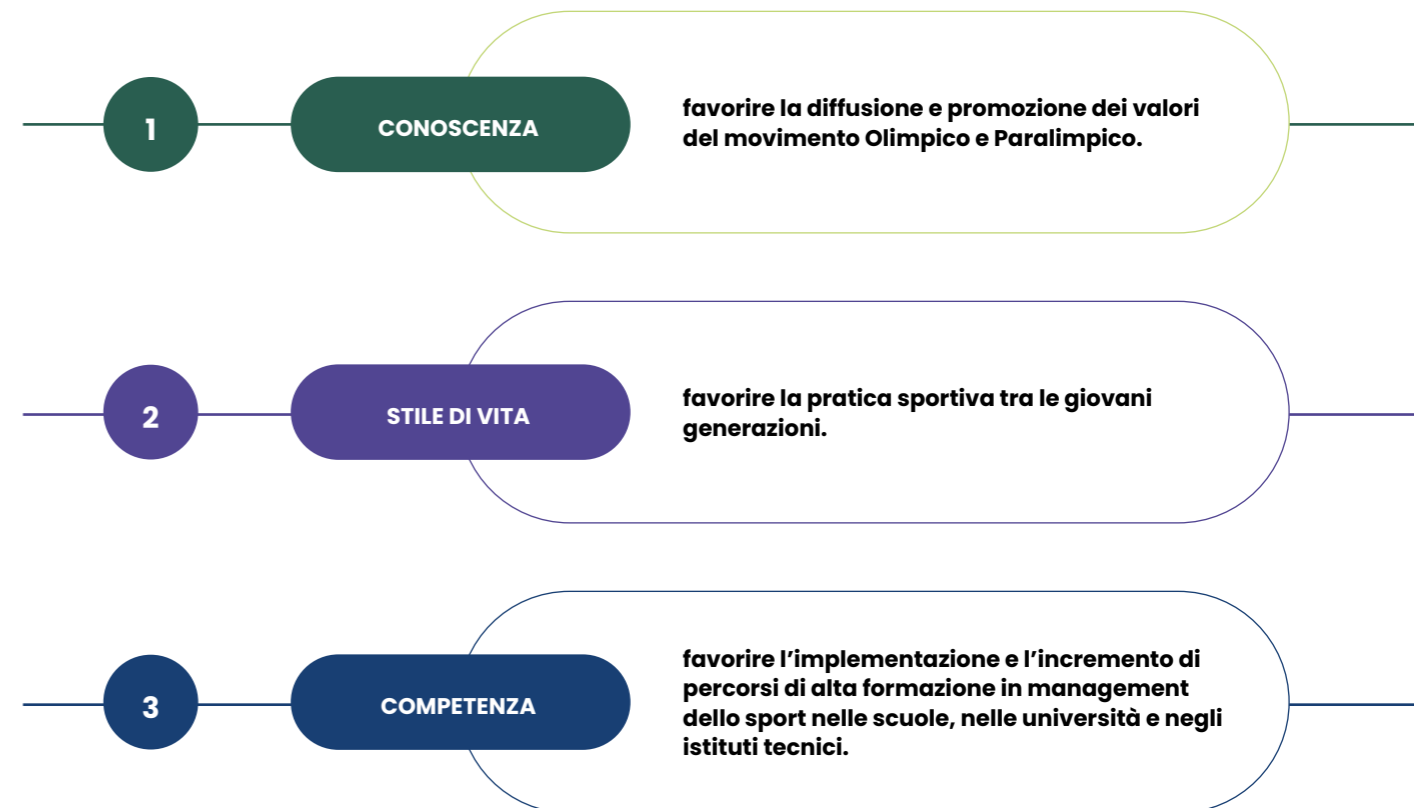 1
CONOSCENZA
favorire la diffusione e promozione dei valori
del movimento Olimpico e Paralimpico.
2
STILE DI VITA
favorire la pratica sportiva tra le giovani
generazioni.
3
COMPETENZA
favorire l’implementazione e l’incremento di
percorsi di alta formazione in management
dello sport nelle scuole, nelle università e negli
istituti tecnici.